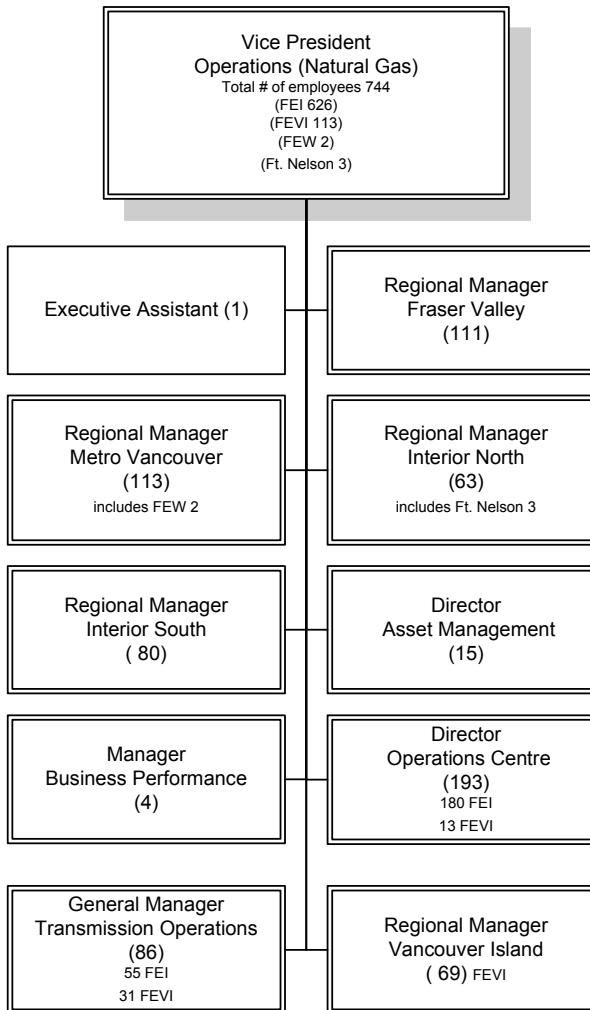 Vice President
Operations (Natural Gas)
Total # of employees 744
(FEI 626)
(FEVI 113)
(FEW 2)
(Ft. Nelson 3)
Executive Assistant (1)
Regional Manager
Fraser Valley
(111)
Regional Manager
Metro Vancouver
(113)
includes FEW 2
Regional Manager
Interior North
(63)
includes Ft. Nelson 3
Regional Manager
Interior South
( 80)
Director
Asset Management
(15)
Manager
Business Performance
(4)
Director
Operations Centre
(193)
180 FEI
13 FEVI
General Manager
Transmission Operations
(86)
55 FEI
31 FEVI
Regional Manager
Vancouver Island
( 69) FEVI